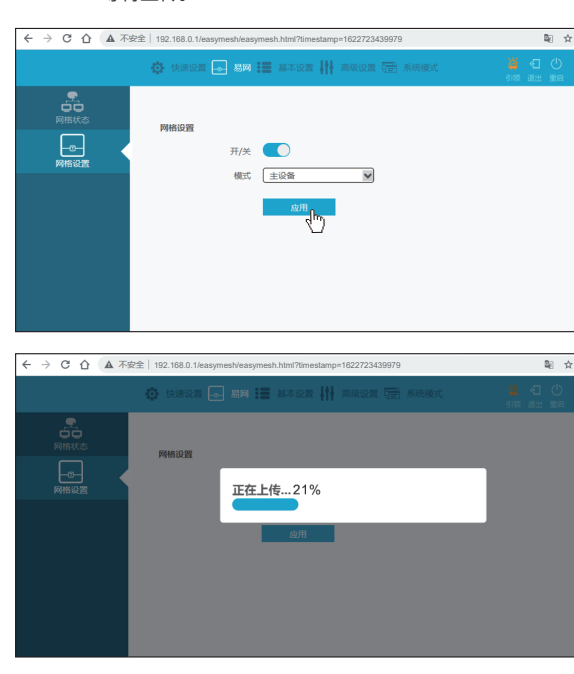 不安全 | 192.168.0.1/easymesh/easymesh.html?timestamp=1622723439979
快速设置 易网 基本设置 高级设置 系统模式
引领 退出 重启
网格状态
网格设置
网格设置
开/关
模式 主设备
应用
不安全 | 192.168.0.1/easymesh/easymesh.html?timestamp=1622723439979
快速设置 易网 基本设置 高级设置 系统模式
退出 重启
网格状态
网格设置
网格设置
正在上传...21%
应用